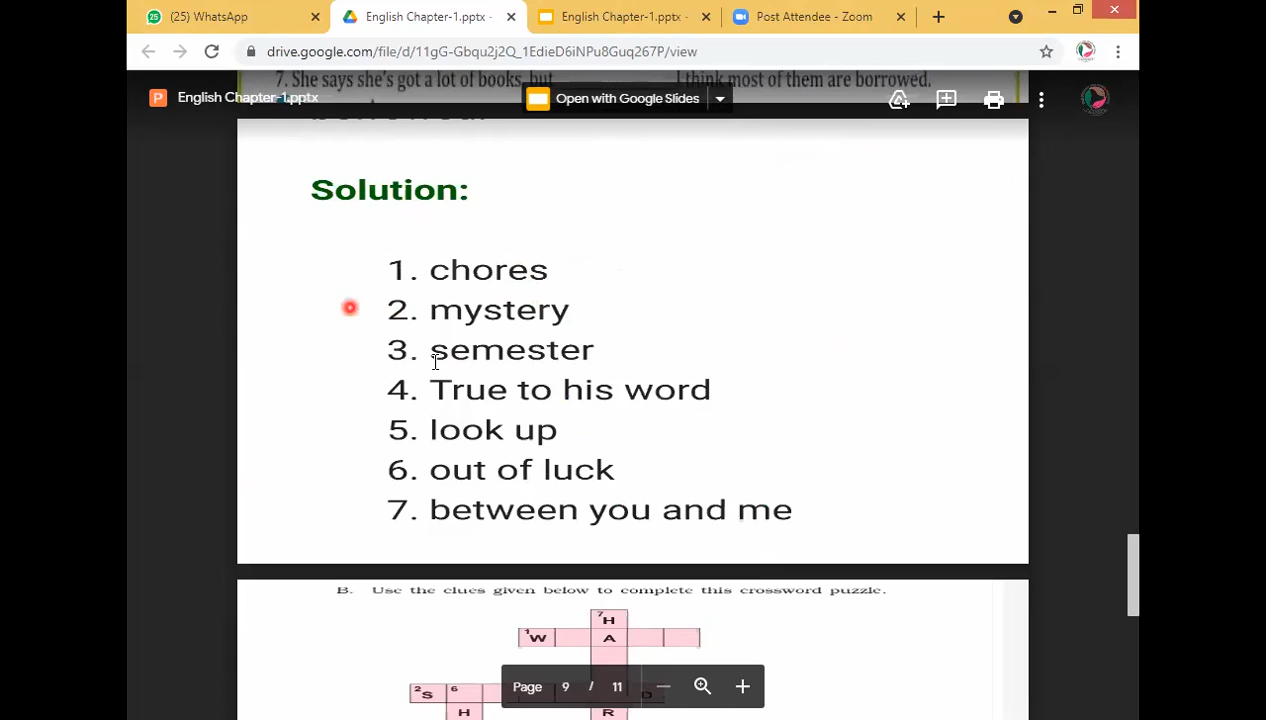 (25) WhatsApp
English Chapter-1.pptx -
English Chapter-1.pptx -
Post Attendee - Zoom
drive.google.com/file/d/11gG-Gbqu2j2Q_1EdieD6iNPu8Guq267P/view
7. She says she's got a lot of books, but I think most of them are borrowed.
P English Chapter-1.pptx
Open with Google Slides
Solution:
1. chores
2. mystery
3. semester
4. True to his word
5. look up
6. out of luck
7. between you and me
B. Use the clues given below to complete this crossword puzzle.
7 H
1 W A
2 S 6 D
H R
Page 9 / 11